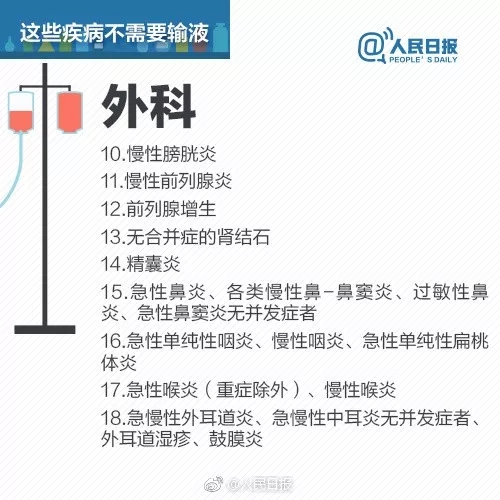 这些疾病不需要输液
@人民日报
PEOPLE'S DAILY
外科
10.慢性膀胱炎
11.慢性前列腺炎
12.前列腺增生
13.无合并症的肾结石
14.精囊炎
15.急性鼻炎、各类慢性鼻-鼻窦炎、过敏性鼻
炎、急性鼻窦炎无并发症者
16.急性单纯性咽炎、慢性咽炎、急性单纯性扁桃
体炎
17.急性喉炎（重症除外）、慢性喉炎
18.急慢性外耳道炎、急慢性中耳炎无并发症者、
外耳道湿疹、鼓膜炎
@人民日报